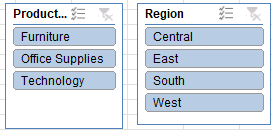 Product...
Furniture
Office Supplies
Technology
Region
Central
East
South
West